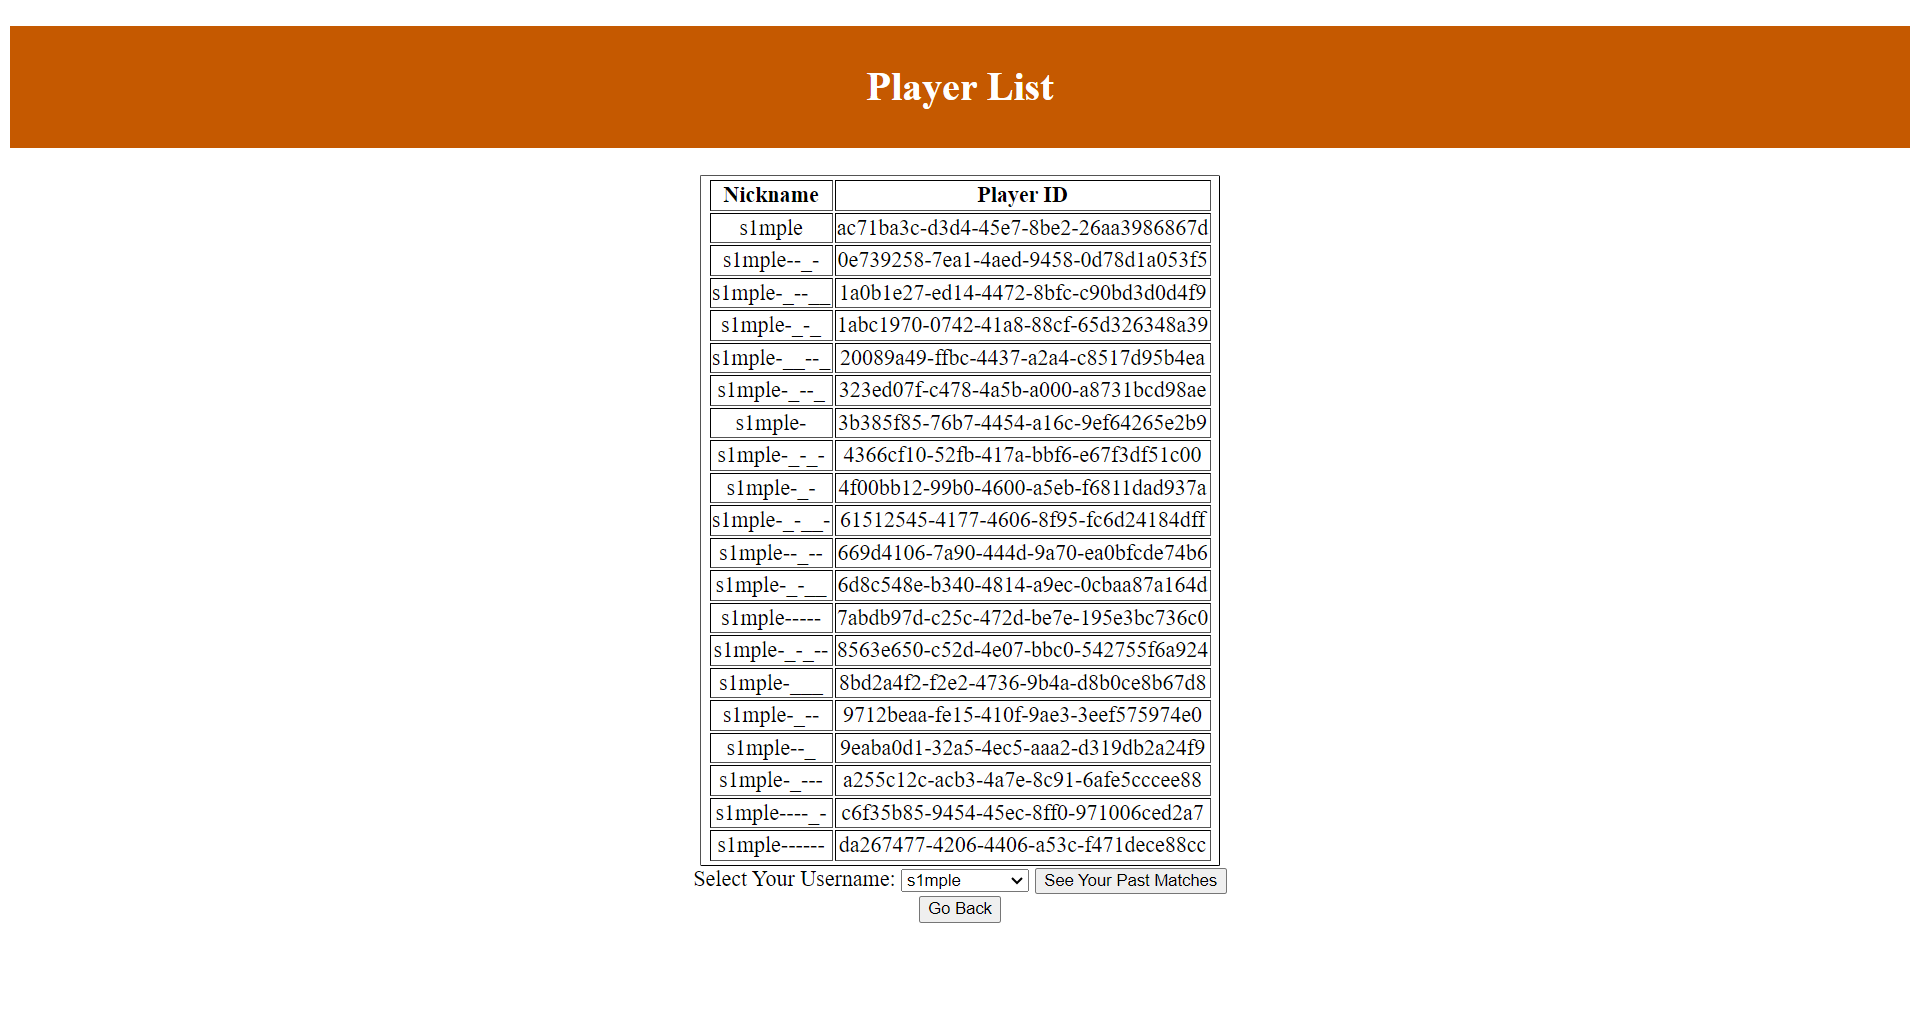 Player List
Nickname Player ID
s1mple ac71ba3c-d3d4-45e7-8be2-26aa3986867d
s1mple--_- 0e739258-7ea1-4aed-9458-0d78d1a053f5
s1mple-_--__ 1a0b1e27-ed14-4472-8bfc-c90bd3d0d4f9
s1mple-_-_ 1abc1970-0742-41a8-88cf-65d326348a39
s1mple-__--_ 20089a49-ffbc-4437-a2a4-c8517d95b4ea
s1mple-_--_ 323ed07f-c478-4a5b-a000-a8731bcd98ae
s1mple- 3b385f85-76b7-4454-a16c-9ef64265e2b9
s1mple-_-_- 4366cf10-52fb-417a-bbf6-e67f3df51c00
s1mple-_- 4f00bb12-99b0-4600-a5eb-f6811dad937a
s1mple-_-__- 61512545-4177-4606-8f95-fc6d24184dff
s1mple--_-- 669d4106-7a90-444d-9a70-ea0bfcde74b6
s1mple-_-__ 6d8c548e-b340-4814-a9ec-0cbaa87a164d
s1mple----- 7abdb97d-c25c-472d-be7e-195e3bc736c0
s1mple-_-_-- 8563e650-c52d-4e07-bbc0-542755f6a924
s1mple-___ 8bd2a4f2-f2e2-4736-9b4a-d8b0ce8b67d8
s1mple-_-- 9712beaa-fe15-410f-9ae3-3eef575974e0
s1mple--_ 9eaba0d1-32a5-4ec5-aaa2-d319db2a24f9
s1mple-_--- a255c12c-acb3-4a7e-8c91-6afe5cccee88
s1mple----_- c6f35b85-9454-45ec-8ff0-971006ced2a7
s1mple------ da267477-4206-4406-a53c-f471dece88cc
Select Your Username: s1mple See Your Past Matches
Go Back